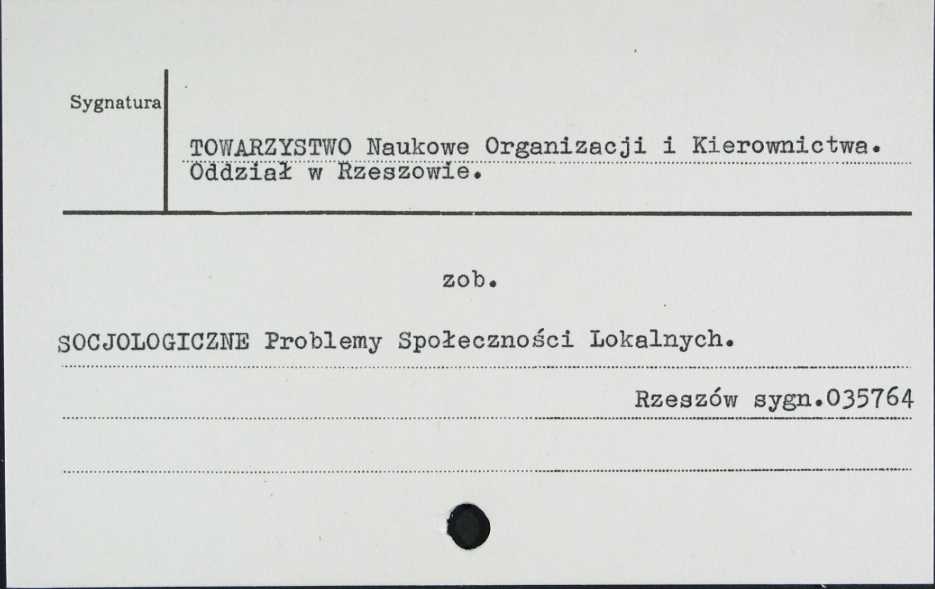 Sygnatura
TOWARZYSTWO Naukowe Organizacji i Kierownictwa.
Oddział w Rzeszowie.
zob.
SOCJOLOGICZNE Problemy Społeczności Lokalnych.
Rzeszów sygn.035764